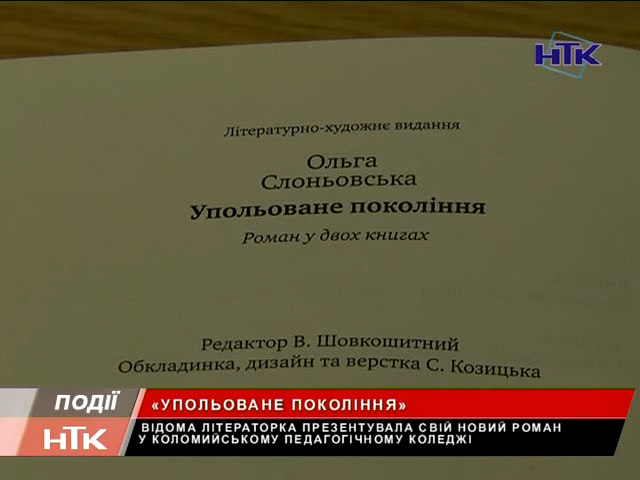 НТК
Літературно-художнє видання
Ольга
Слоньовська
Упольоване покоління
Роман у двох книгах
Редактор В. Шовкошитний
Обкладинка, дизайн та верстка С. Козицька
ПОДІЇ
«УПОЛЬОВАНЕ ПОКОЛІННЯ»
НТК
ВІДОМА ЛІТЕРАТОРКА ПРЕЗЕНТУВАЛА СВІЙ НОВИЙ РОМАН
У КОЛОМИЙСЬКОМУ ПЕДАГОГІЧНОМУ КОЛЕДЖІ